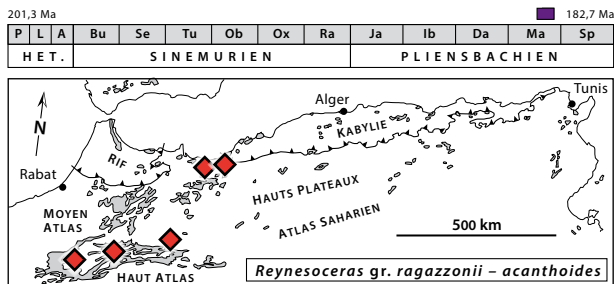 201,3 Ma 182,7 Ma
P L A Bu Se Tu Ob Ox Ra Ja Ib Da Ma Sp
HET. SINEMURIEN PLIENSBACHIEN
Tunis
Alger
KABYLIE
N
RIF
Rabat
HAUTS PLATEAUX
MOYEN
ATLAS
ATLAS SAHARIEN
500 km
HAUT ATLAS
Reynesoceras gr. ragazzonii – acanthoides